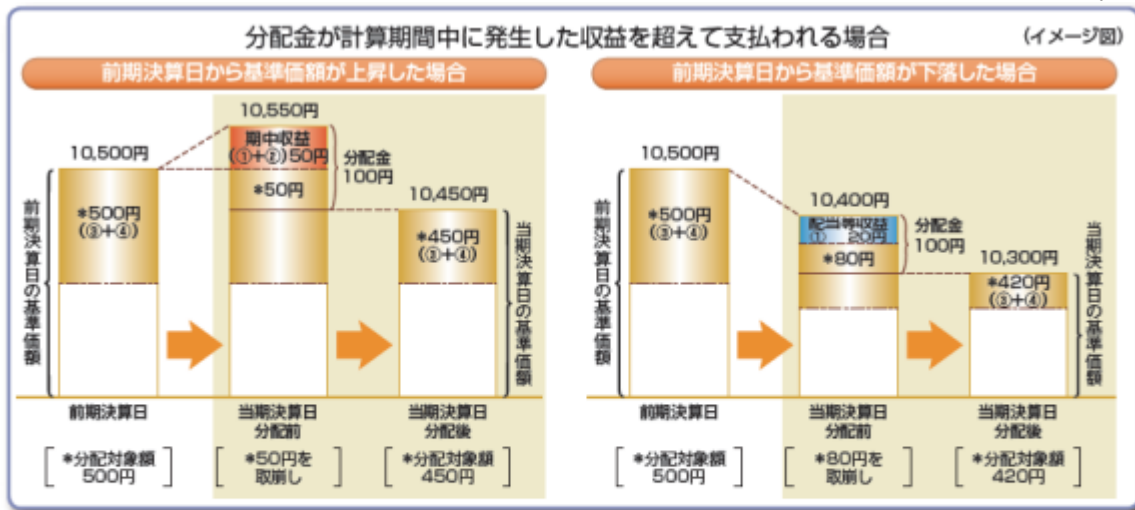 分配金が計算期間中に発生した収益を超えて支払われる場合
(イメージ図)
前期決算日から基準価額が上昇した場合
10,550円
期中収益
(①+②)50円
10,500円
分配金
100円
*50円
10,450円
*500円
(③+④)
*450円
(③+④)
前期決算日の基準価額
当期決算日の基準価額
前期決算日
当期決算日
分配前
当期決算日
分配後
*分配対象額
500円
*50円を
取崩し
*分配対象額
450円
前期決算日から基準価額が下落した場合
10,500円
*500円
(③+④)
10,400円
配当等収益
① 20円
分配金
100円
*80円
10,300円
*420円
(③+④)
前期決算日の基準価額
当期決算日の基準価額
前期決算日
当期決算日
分配前
当期決算日
分配後
*分配対象額
500円
*80円を
取崩し
*分配対象額
420円